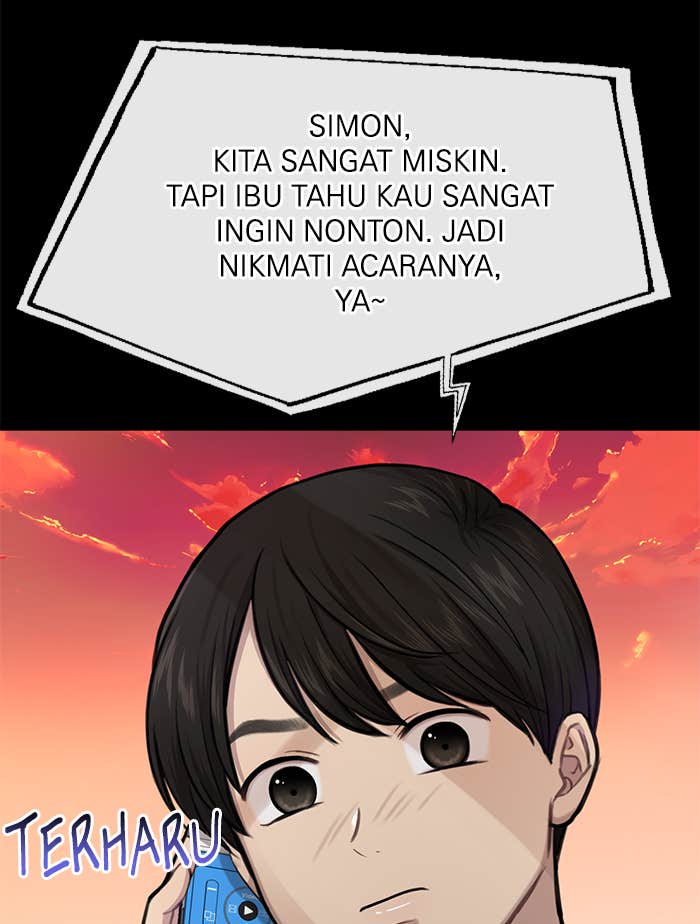 SIMON,
KITA SANGAT MISKIN.
TAPI IBU TAHU KAU SANGAT
INGIN NONTON. JADI
NIKMATI ACARANYA,
YA~
TERHARU